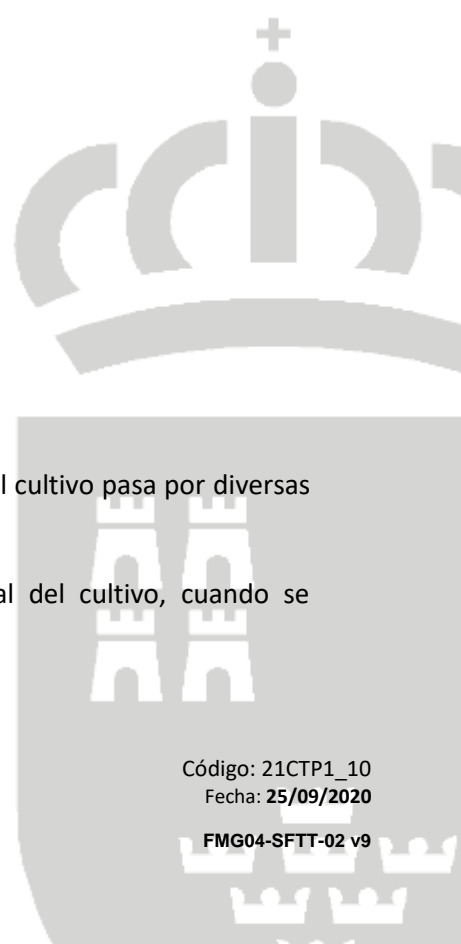 l cultivo pasa por diversas
al del cultivo, cuando se
Código: 21CTP1_10
Fecha: 25/09/2020
FMG04-SFTT-02 v9